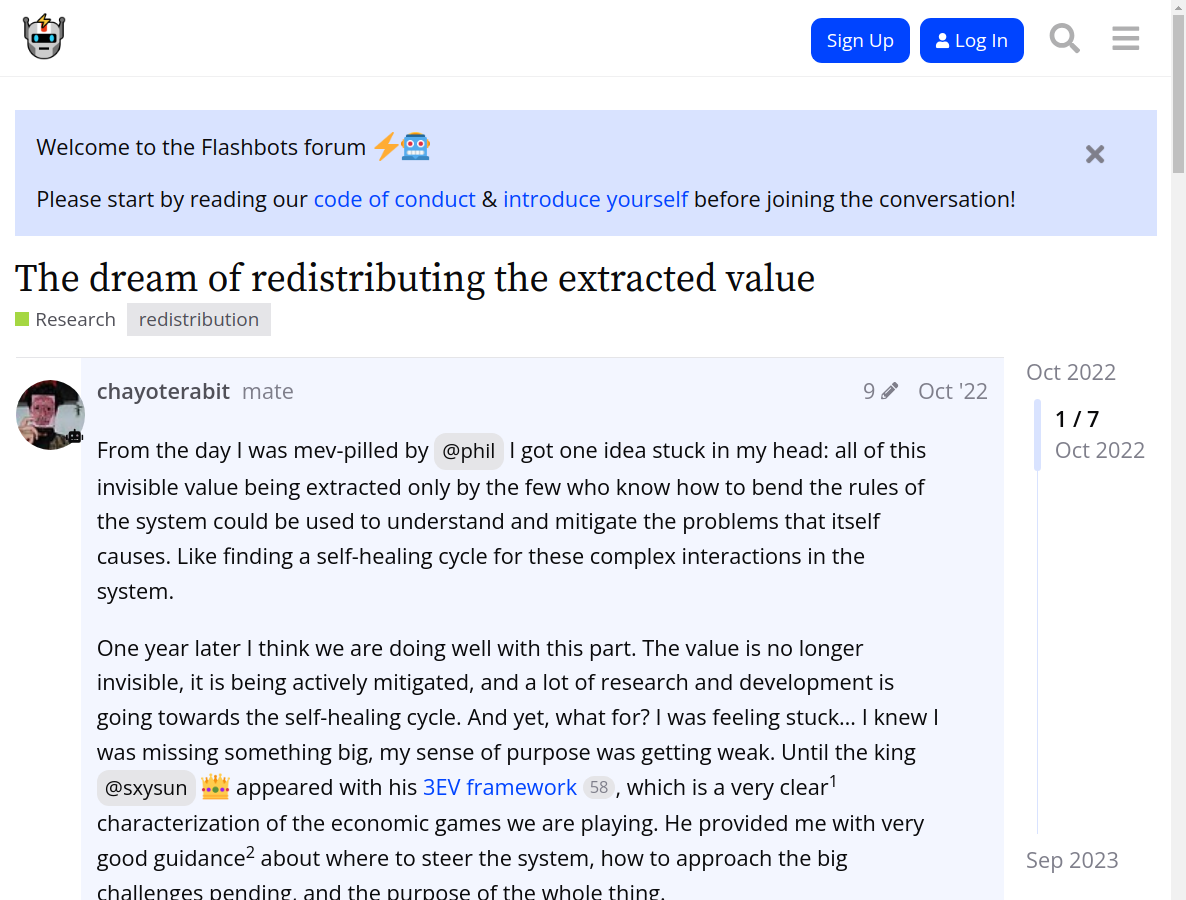 Sign Up
Log In
Welcome to the Flashbots forum
Please start by reading our code of conduct & introduce yourself before joining the conversation!
The dream of redistributing the extracted value
Research redistribution
chayoterabit mate 9 Oct '22
From the day I was mev-pilled by @phil I got one idea stuck in my head: all of this
invisible value being extracted only by the few who know how to bend the rules of
the system could be used to understand and mitigate the problems that itself
causes. Like finding a self-healing cycle for these complex interactions in the
system.
One year later I think we are doing well with this part. The value is no longer
invisible, it is being actively mitigated, and a lot of research and development is
going towards the self-healing cycle. And yet, what for? I was feeling stuck… I knew I
was missing something big, my sense of purpose was getting weak. Until the king
@sxysun appeared with his 3EV framework 58 , which is a very clear1
characterization of the economic games we are playing. He provided me with very
good guidance2 about where to steer the system, how to approach the big
challenges pending, and the purpose of the whole thing.
Oct 2022
1 / 7
Oct 2022
Sep 2023